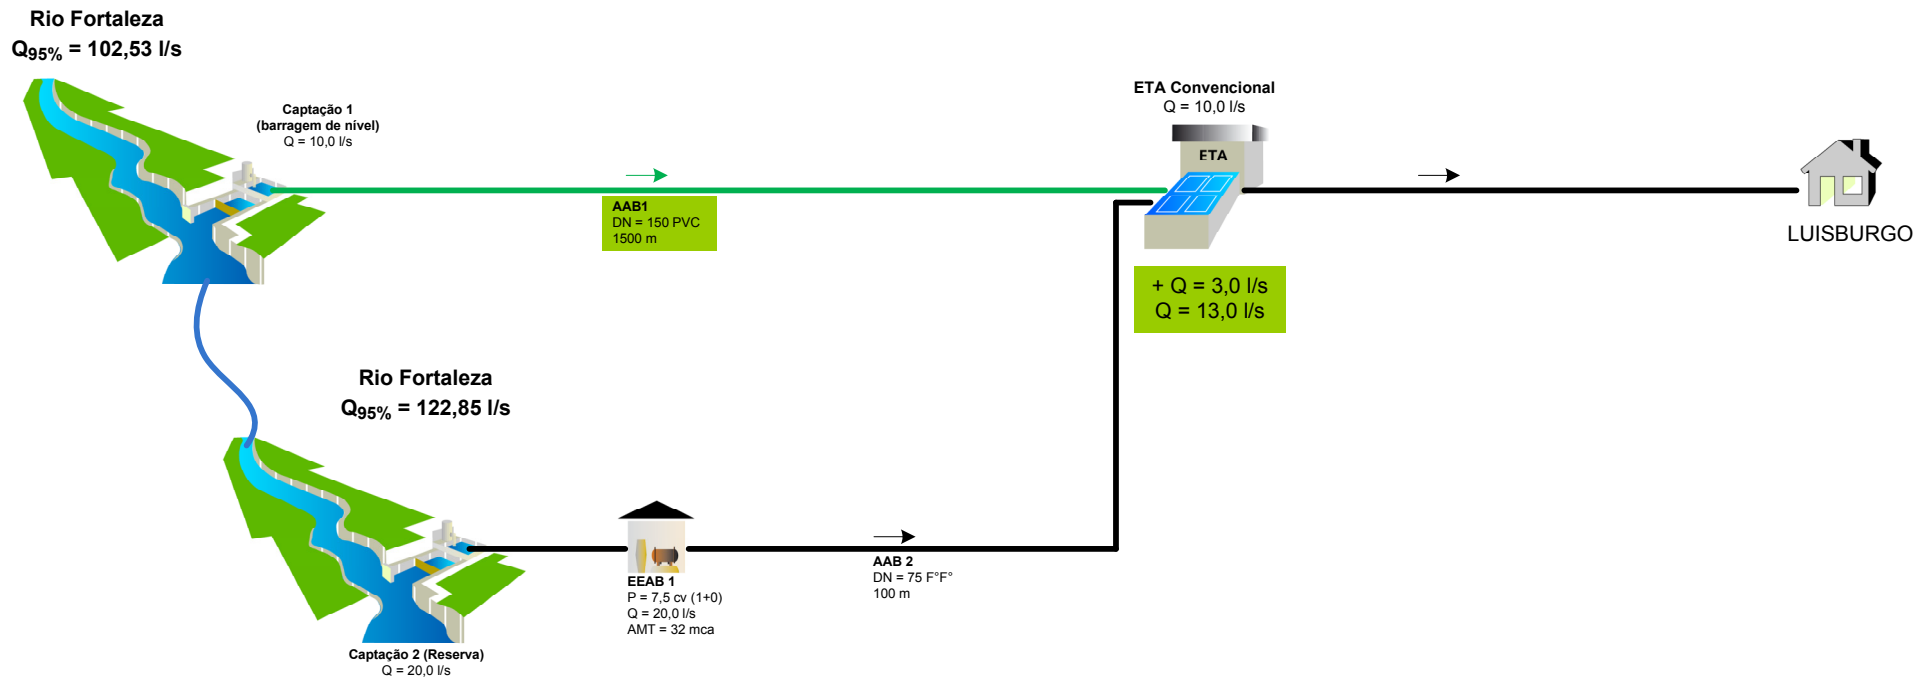 Rio Fortaleza
Q95% = 102,53 l/s
Captação 1
(barragem de nível)
Q = 10,0 l/s
AAB1
DN = 150 PVC
1500 m
ETA Convencional
Q = 10,0 l/s
ETA
+ Q = 3,0 l/s
Q = 13,0 l/s
LUISBURGO
Rio Fortaleza
Q95% = 122,85 l/s
EEAB 1
P = 7,5 cv (1+0)
Q = 20,0 l/s
AMT = 32 mca
AAB 2
DN = 75 F°F°
100 m
Captação 2 (Reserva)
Q = 20,0 l/s